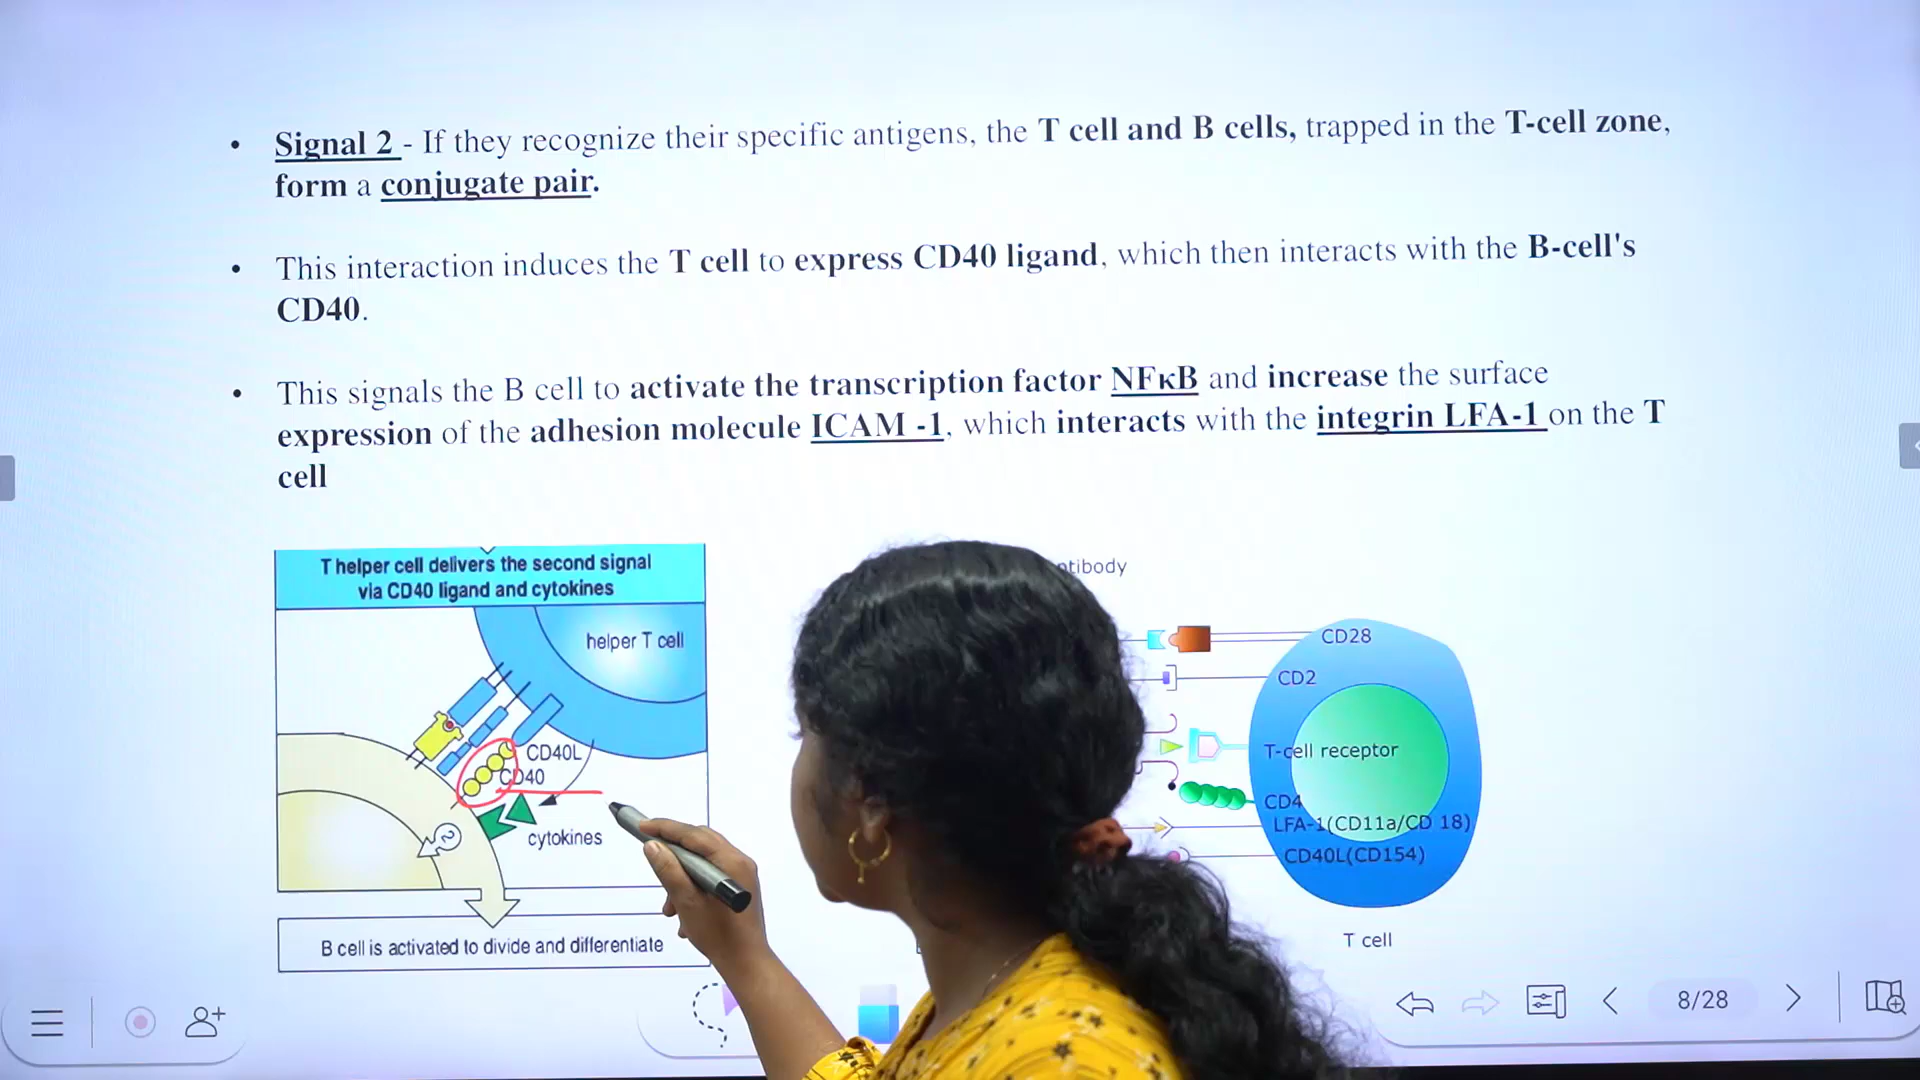 • Signal 2 - If they recognize their specific antigens, the T cell and B cells, trapped in the T-cell zone,
form a conjugate pair.
• This interaction induces the T cell to express CD40 ligand, which then interacts with the B-cell's
CD40.
• This signals the B cell to activate the transcription factor NFκB and increase the surface
expression of the adhesion molecule ICAM -1, which interacts with the integrin LFA-1 on the T
cell
T helper cell delivers the second signal
via CD40 ligand and cytokines
helper T cell
CD40L
CD40
cytokines
2
B cell is activated to divide and differentiate
CD28
CD2
T-cell receptor
CD4
LFA-1(CD11a/CD 18)
CD40L(CD154)
T cell
8/28